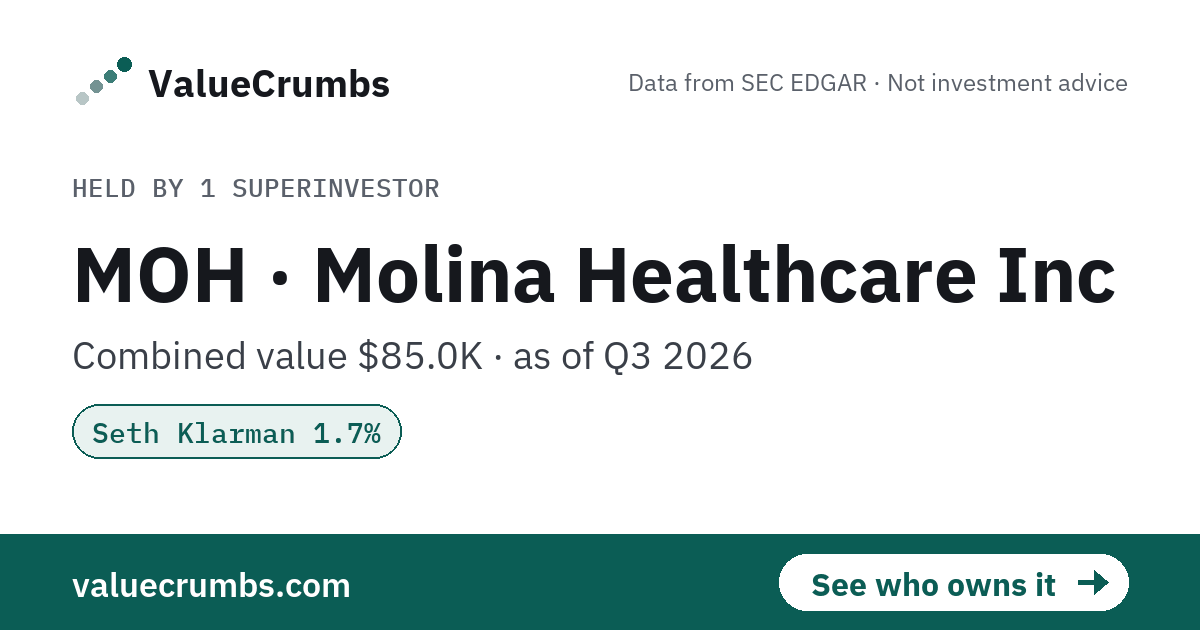 ValueCrumbs
Data from SEC EDGAR · Not investment advice
HELD BY 1 SUPERINVESTOR
MOH · Molina Healthcare Inc
Combined value $85.0K · as of Q3 2026
Seth Klarman 1.7%
valuecrumbs.com
See who owns it →